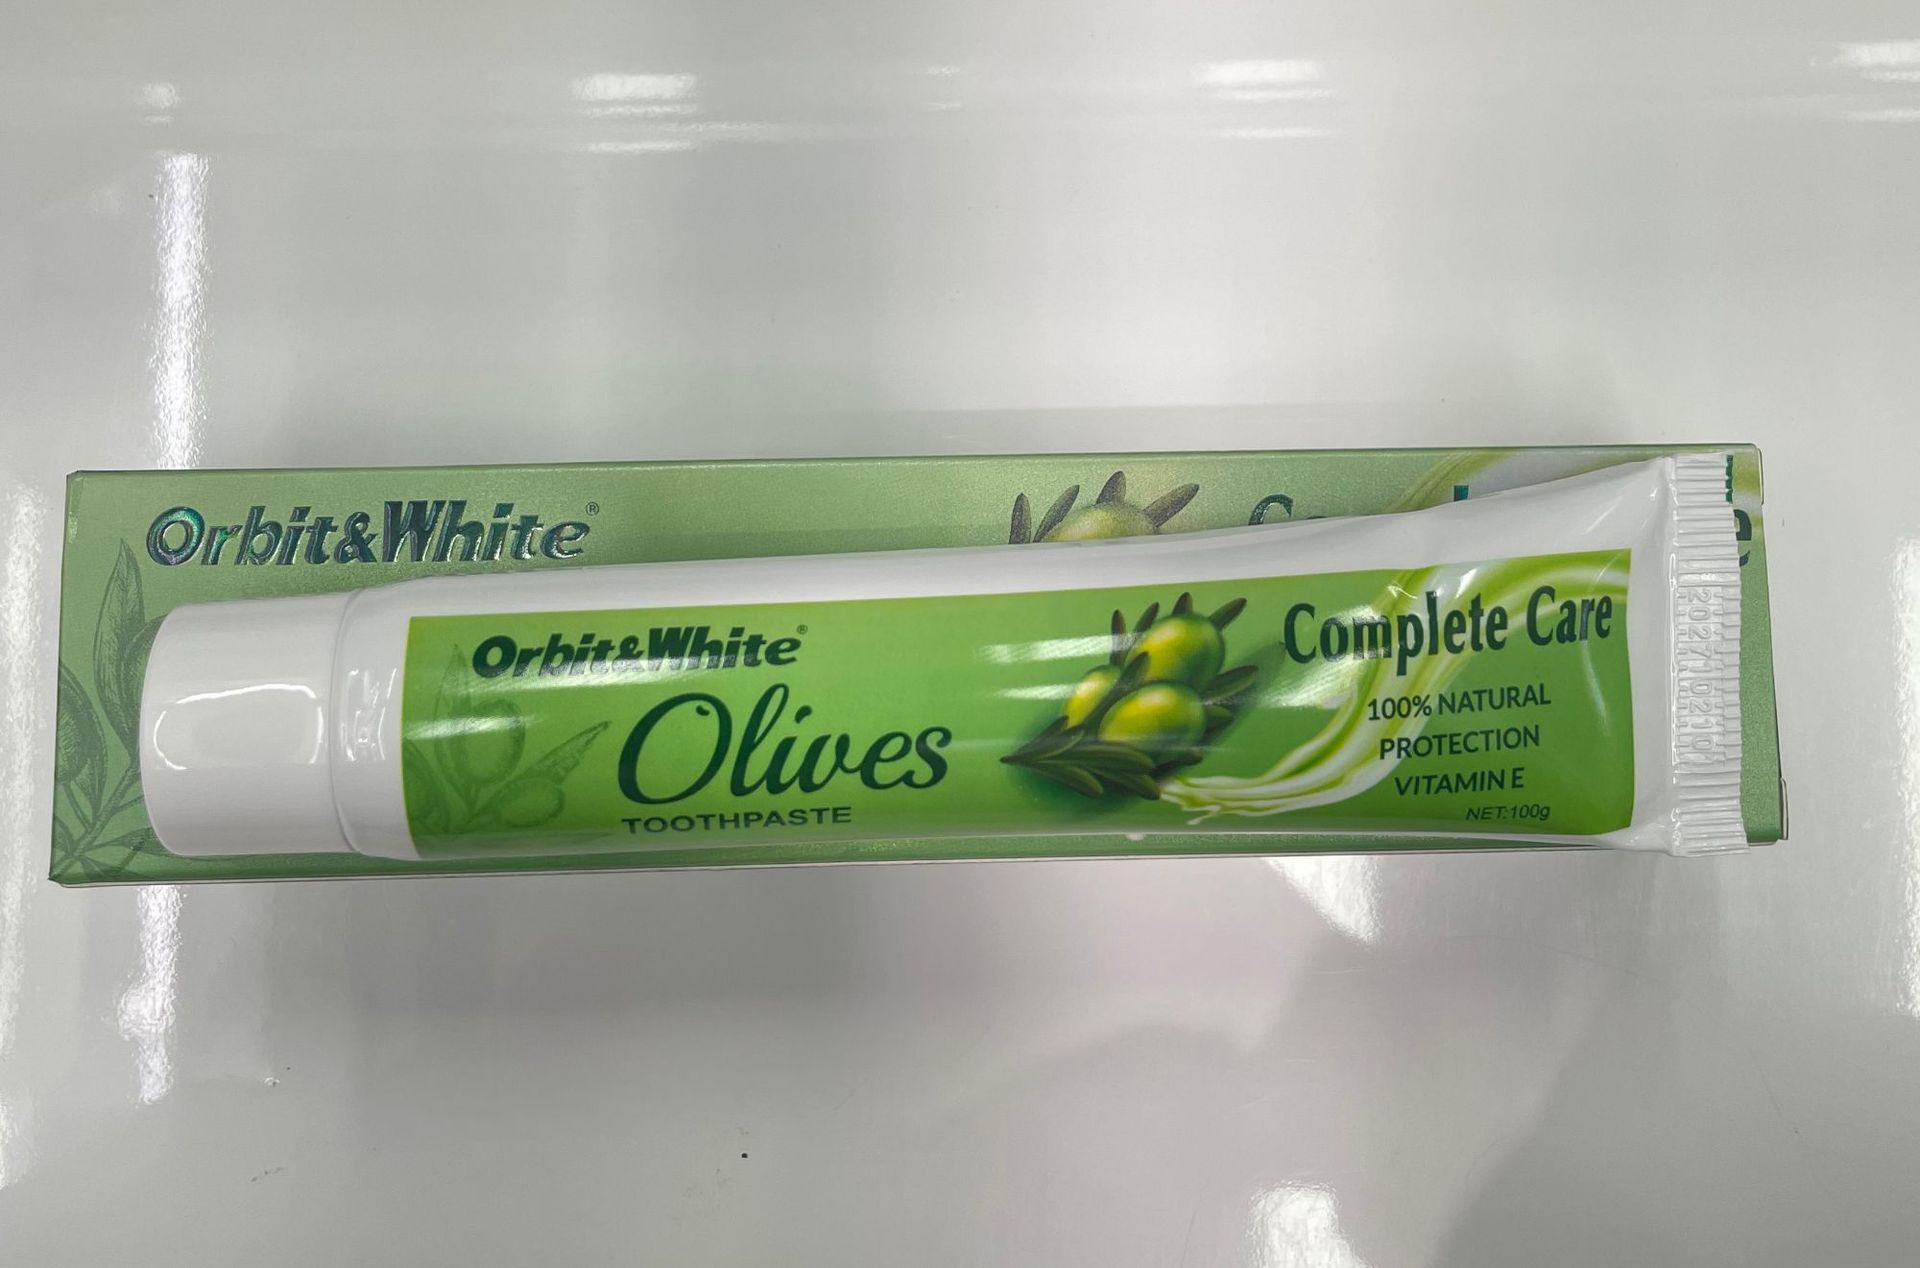 Orbit&White®
Orbit&White®
Olives
TOOTHPASTE
Complete Care
100% NATURAL
PROTECTION
VITAMIN E
NET:100g